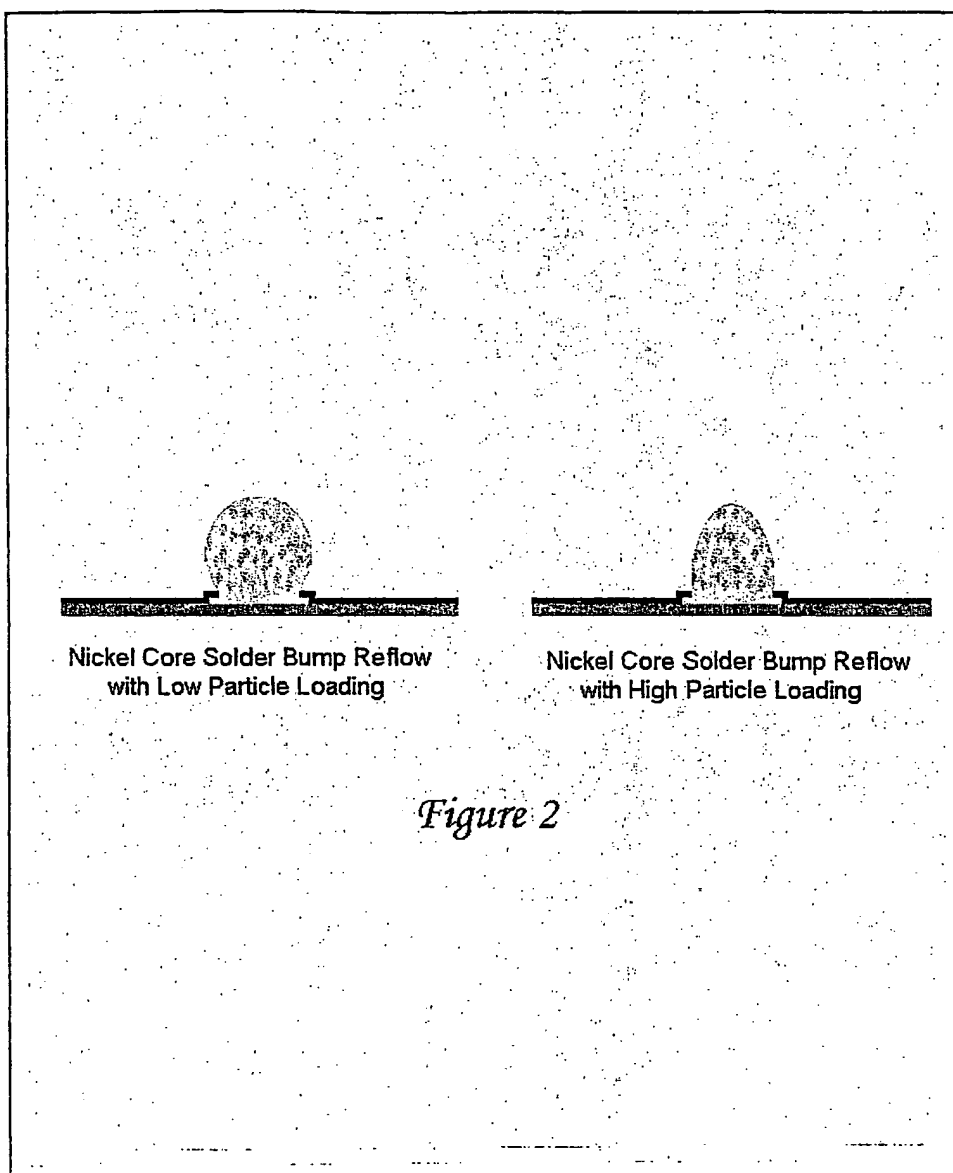 Nickel Core Solder Bump Reflow
with Low Particle Loading
Nickel Core Solder Bump Reflow
with High Particle Loading
Figure 2